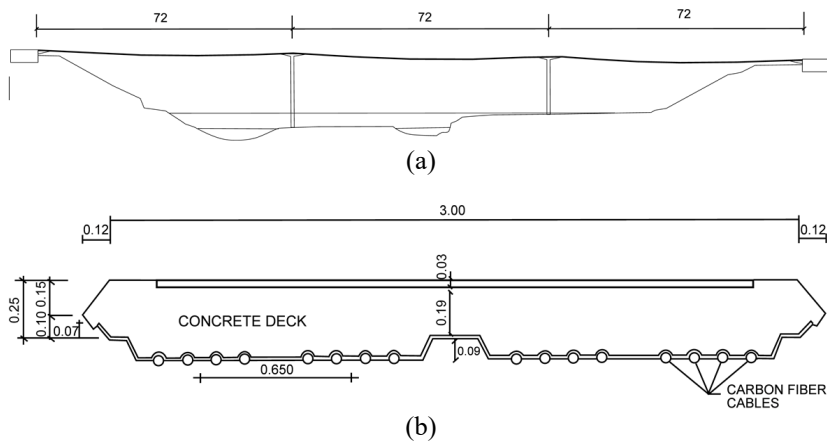 72
72
72
(a)
3.00
0.12
0.12
0.03
0.25
0.15
0.10
0.07
0.19
CONCRETE DECK
0.09
0.650
CARBON FIBER
CABLES
(b)